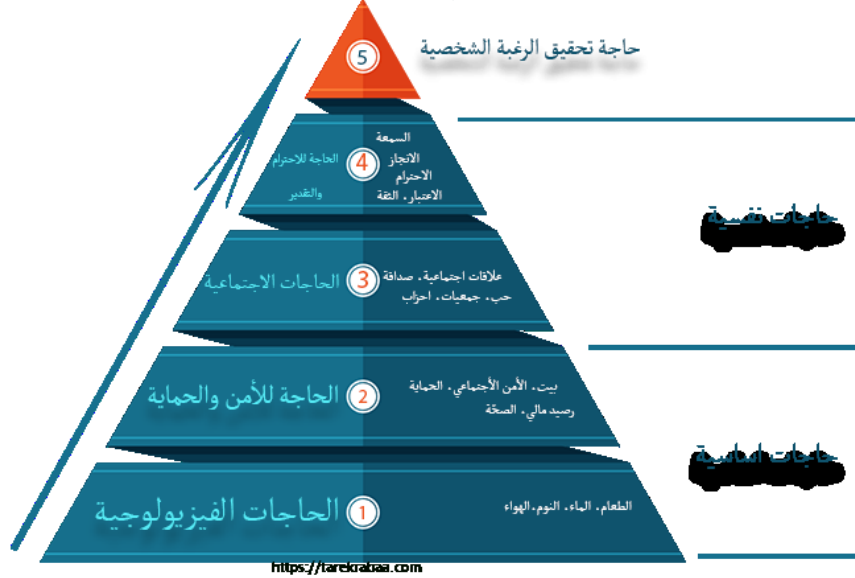 حاجة تحقيق الرغبة الشخصية
5
السمعة
الانجاز
الاحترام
الاعتبار. الثقة
4
الحاجة للاحترام
والتقدير
حاجات نفسية
علاقات اجتماعية. صداقة
حب. جمعيات. احزاب
3
الحاجات الاجتماعية
بيت. الأمن الأجتماعي. الحماية
رصيد مالي. الصحّة
2
الحاجة للأمن والحماية
حاجات اساسية
الطعام. الماء. النوم. الهواء
1
الحاجات الفيزيولوجية
https://tarekrabaa.com